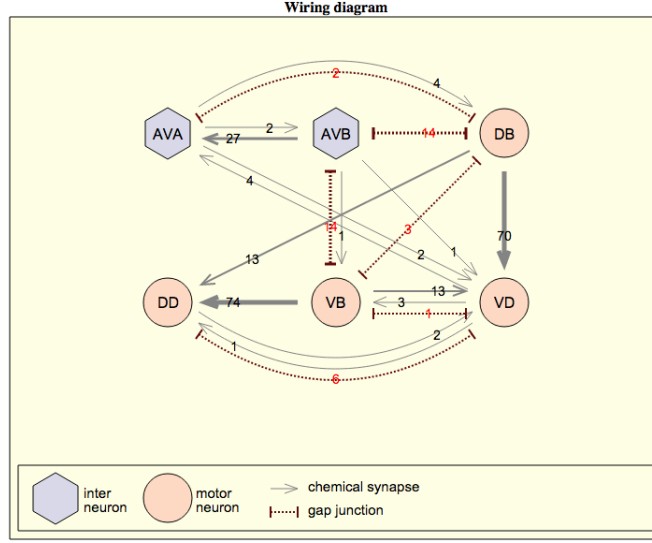 Wiring diagram
2
4
AVA
2
27
AVB
14
DB
4
14
1
3
2
1
70
13
DD
74
VB
13
3
1
VD
1
2
6
inter
neuron
motor
neuron
chemical synapse
gap junction